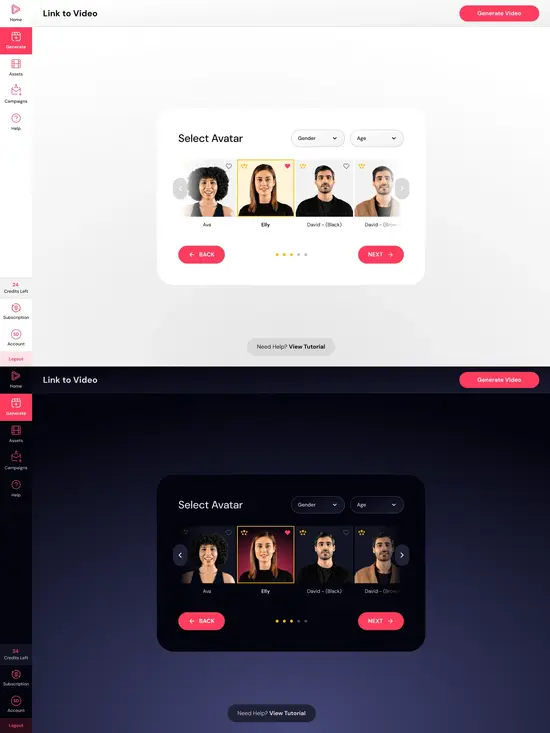 Home
Link to Video
Generate Video
Generate
Assets
Campaigns
Help
Select Avatar
Gender
Age
Ava
Elly
David - (Black)
David - (Brow
BACK
NEXT
24
Credits Left
Subscription
SD
Account
Logout
Need Help? View Tutorial
Home
Link to Video
Generate Video
Generate
Assets
Campaigns
Help
Select Avatar
Gender
Age
Ava
Elly
David - (Black)
David - (Brow
BACK
NEXT
24
Credits Left
Subscription
SD
Account
Logout
Need Help? View Tutorial